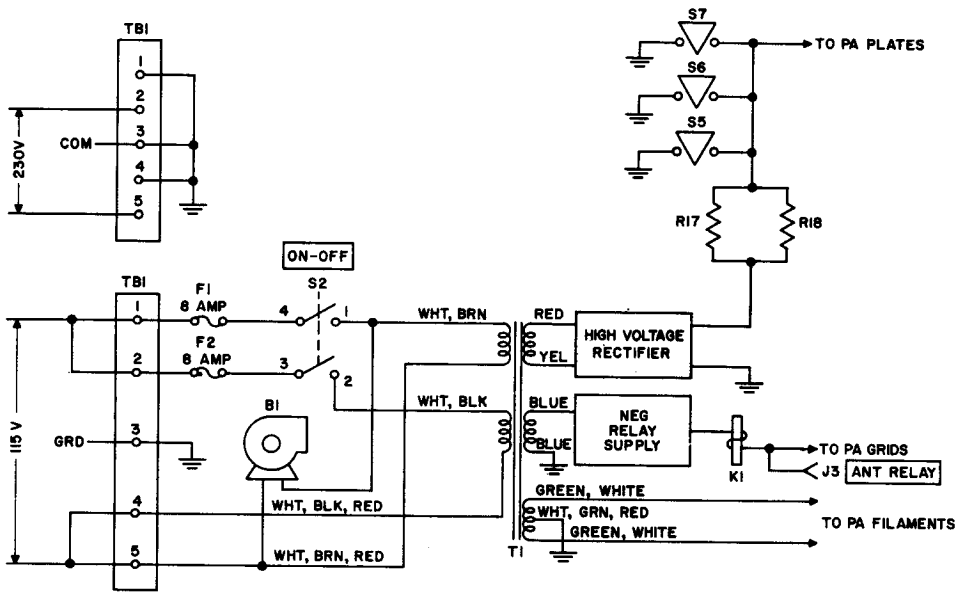 TB1
1
2
COM
3
4
5
230V
S7
TO PA PLATES
S6
S5
R17
R18
ON-OFF
S2
TB1
F1
8 AMP
1
4
1
F2
8 AMP
2
3
2
115 V
GRD
3
B1
4
WHT, BLK, RED
5
WHT, BRN, RED
WHT, BRN
WHT, BLK
RED
YEL
HIGH VOLTAGE
RECTIFIER
BLUE
BLUE
NEG
RELAY
SUPPLY
K1
TO PA GRIDS
J3
ANT RELAY
GREEN, WHITE
WHT, GRN, RED
GREEN, WHITE
TO PA FILAMENTS
T1